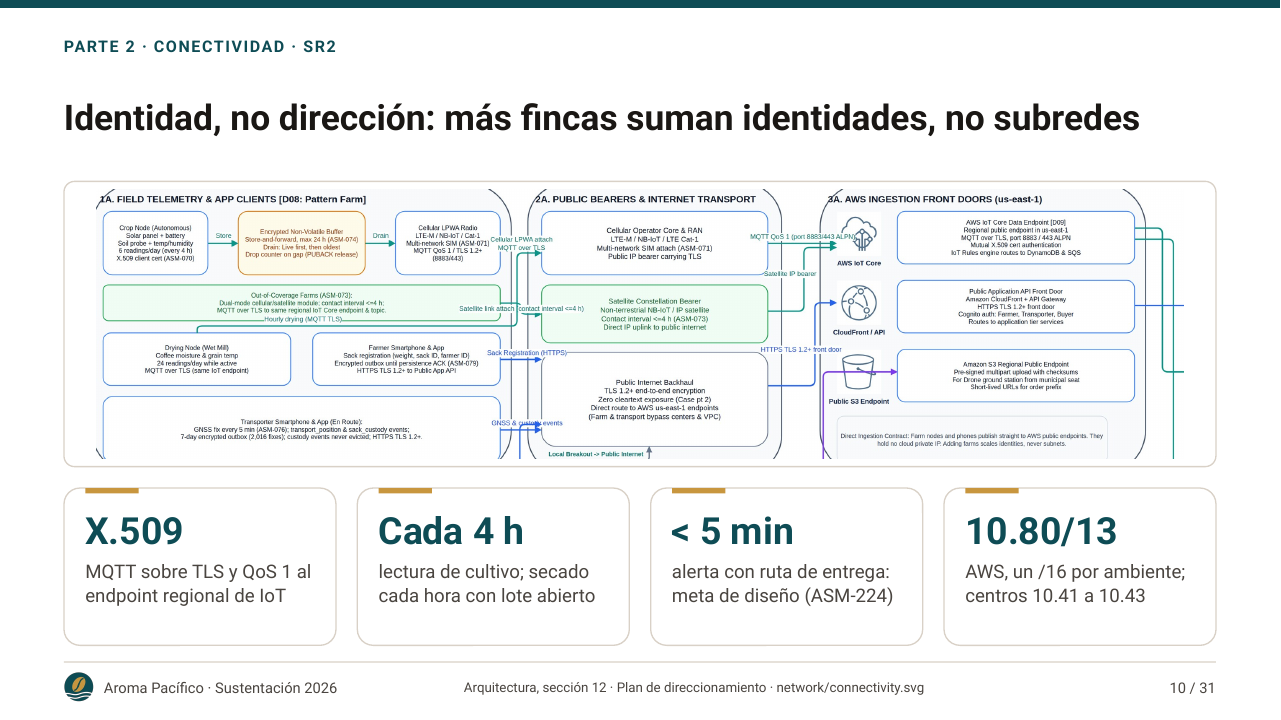 PARTE 2 · CONECTIVIDAD · SR2
Identidad, no dirección: más fincas suman identidades, no subredes
1A. FIELD TELEMETRY & APP CLIENTS [D08: Pattern Farm]
Crop Node (Autonomous)
Solar panel + battery
Soil probe + temp/humidity
6 readings/day (every 4 h)
X.509 client cert (ASM-070)
Store
Encrypted Non-Volatile Buffer
Store-and-forward, max 24 h (ASM-074)
Drain: Live first, then oldest
Drop counter on gap (PUBACK release)
Drain
Cellular LPWA Radio
LTE-M / NB-IoT / Cat-1
Multi-network SIM (ASM-071)
MQTT QoS 1 / TLS 1.2+
(8883/443)
Cellular LPWA attach
MQTT over TLS
Out-of-Coverage Farms (ASM-073):
Dual-mode cellular/satellite module; contact interval <=4 h;
MQTT over TLS to same regional IoT Core endpoint & topic.
Satellite link attach (contact interval <=4 h)
Hourly drying (MQTT TLS)
Drying Node (Wet Mill)
Coffee moisture & grain temp
24 readings/day while active
MQTT over TLS (same IoT endpoint)
Farmer Smartphone & App
Sack registration (weight, sack ID, farmer ID)
Encrypted outbox until persistence ACK (ASM-079)
HTTPS TLS 1.2+ to Public App API
Sack Registration (HTTPS)
Transporter Smartphone & App (En Route):
GNSS fix every 5 min (ASM-076); transport_position & sack_custody events;
7-day encrypted outbox (2,016 fixes); custody events never evicted; HTTPS TLS 1.2+.
GNSS & custody events
2A. PUBLIC BEARERS & INTERNET TRANSPORT
Cellular Operator Core & RAN
LTE-M / NB-IoT / LTE Cat-1
Multi-network SIM attach (ASM-071)
Public IP bearer carrying TLS
MQTT QoS 1 (port 8883/443 ALPN)
Satellite IP bearer
Satellite Constellation Bearer
Non-terrestrial NB-IoT / IP satellite
Contact interval <=4 h (ASM-073)
Direct IP uplink to public internet
HTTPS TLS 1.2+ front door
Public Internet Backhaul
TLS 1.2+ end-to-end encryption
Zero cleartext exposure (Case pt 2)
Direct route to AWS us-east-1 endpoints
(Farm & transport bypass centers & VPC)
Local Breakout -> Public Internet
3A. AWS INGESTION FRONT DOORS (us-east-1)
AWS IoT Core
AWS IoT Core Data Endpoint [D09]
Regional public endpoint in us-east-1
MQTT over TLS, port 8883 / 443 ALPN
Mutual X.509 cert authentication
IoT Rules engine routes to DynamoDB & SQS
CloudFront / API
Public Application API Front Door
Amazon CloudFront + API Gateway
HTTPS TLS 1.2+ front door
Cognito auth: Farmer, Transporter, Buyer
Routes to application tier services
Public S3 Endpoint
Amazon S3 Regional Public Endpoint
Pre-signed multipart upload with checksums
For Drone ground station from municipal seat
Short-lived URLs for order prefix
Direct Ingestion Contract: Farm nodes and phones publish straight to AWS public endpoints. They
hold no cloud private IP. Adding farms scales identities, never subnets.
X.509
MQTT sobre TLS y QoS 1 al
endpoint regional de IoT
Cada 4 h
lectura de cultivo; secado
cada hora con lote abierto
< 5 min
alerta con ruta de entrega:
meta de diseño (ASM-224)
10.80/13
AWS, un /16 por ambiente;
centros 10.41 a 10.43
Aroma Pacífico · Sustentación 2026
Arquitectura, sección 12 · Plan de direccionamiento · network/connectivity.svg
10 / 31